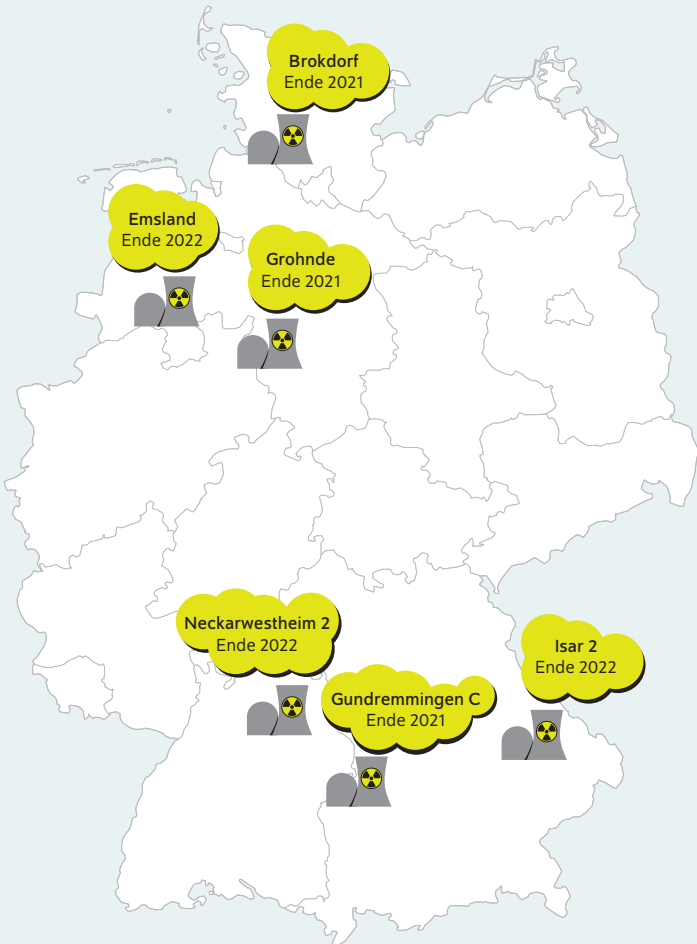 Brokdorf
Ende 2021
Emsland
Ende 2022
Grohnde
Ende 2021
Neckarwestheim 2
Ende 2022
Isar 2
Ende 2022
Gundremmingen C
Ende 2021